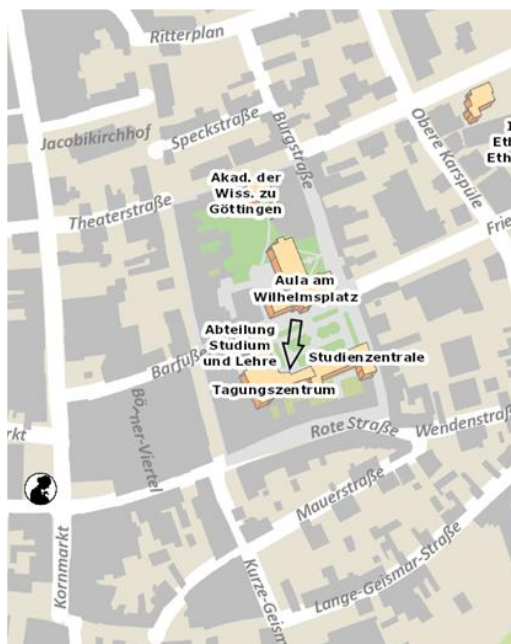 Ritterplan
Jacobikirchhof
Speckstraße
Burgstraße
Obere Karspüle
Akad. der
Wiss. zu
Göttingen
Theaterstraße
Aula am
Wilhelmsplatz
Abteilung
Studium
und Lehre
Studienzentrale
Tagungszentrum
Barfüß
Rote Straße
Wendenstraß
Mauerstraße
Kornmarkt
Kurze-Geism
Lange-Geismar-Straße